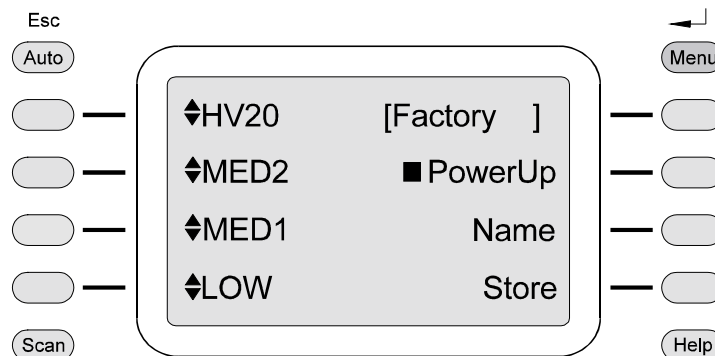 Esc
Auto
Menu
HV20 [Factory ]
MED2 PowerUp
MED1 Name
LOW Store
Scan
Help